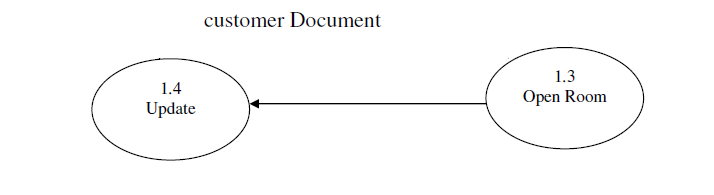 customer Document
1.4
Update
1.3
Open Room